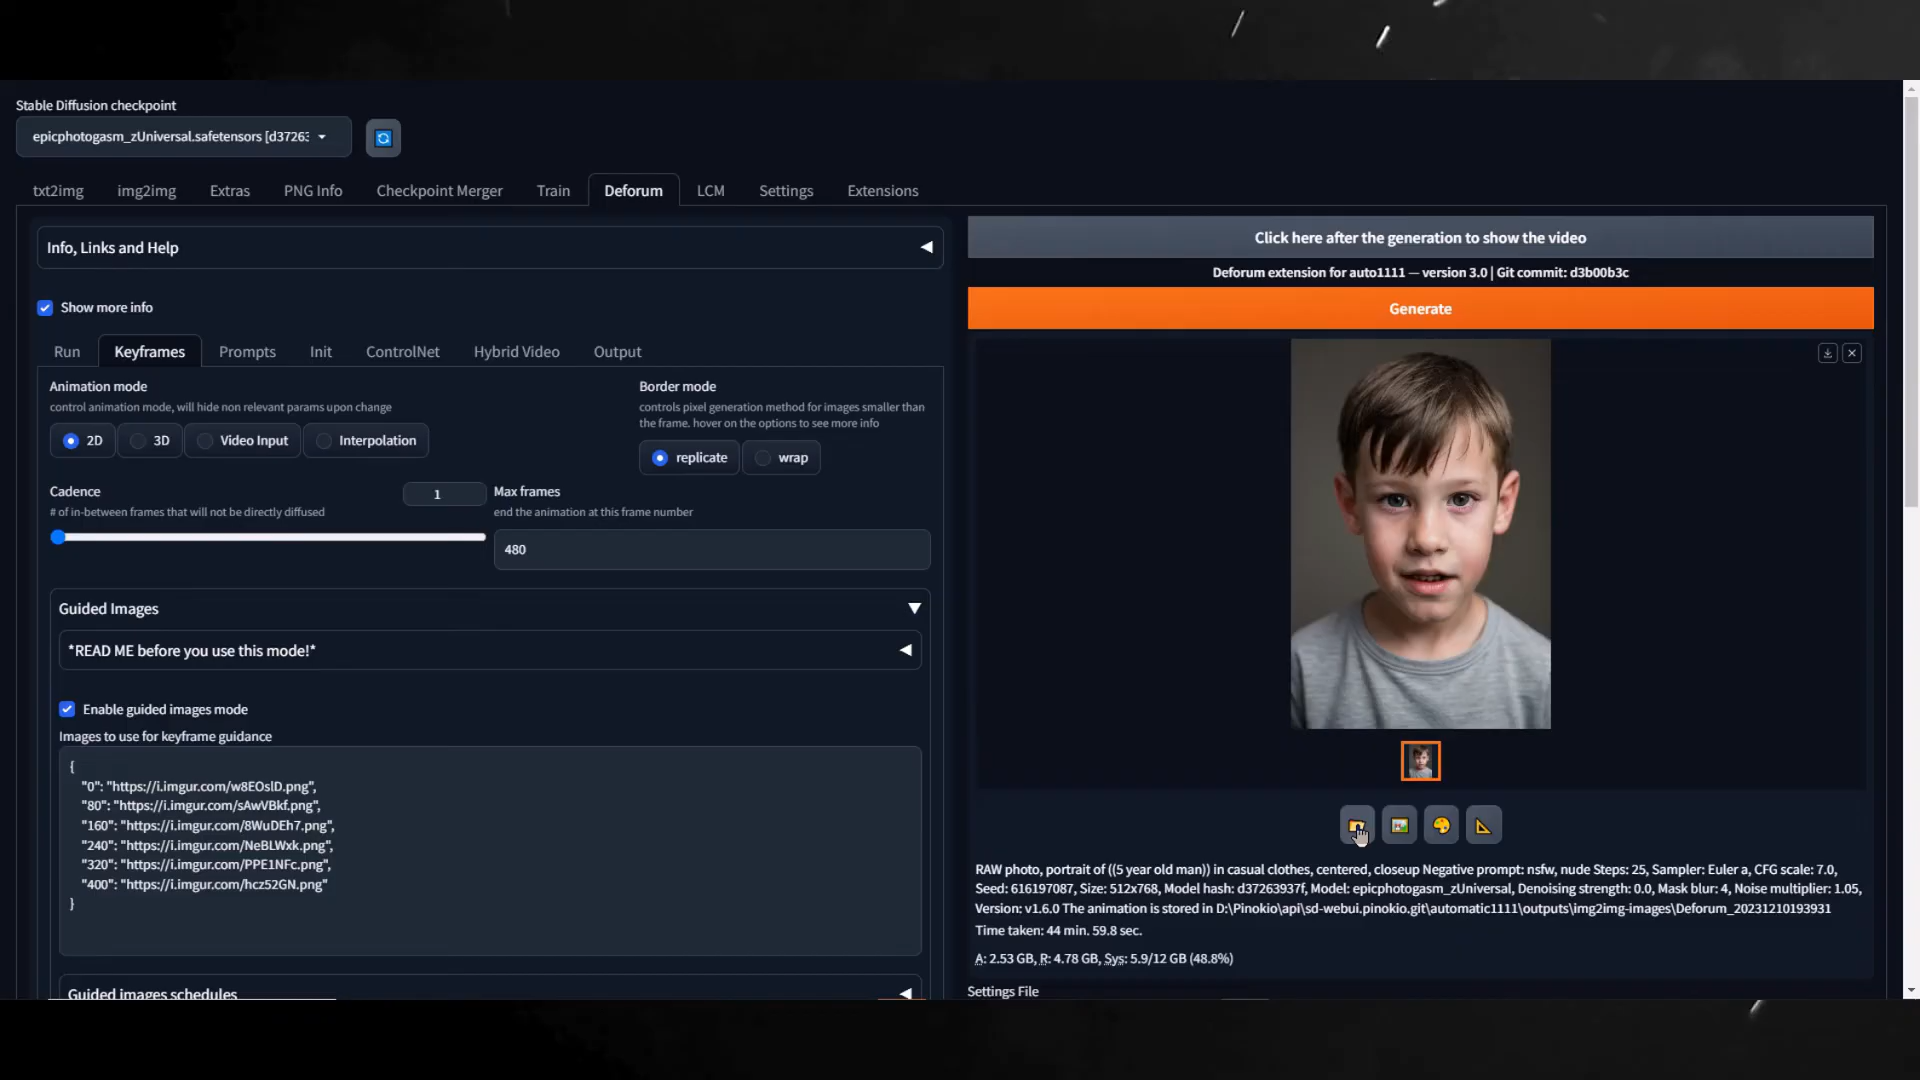 Stable Diffusion checkpoint
epicphotogasm_zUniversal.safetensors [d3726:
txt2img img2img Extras PNG Info Checkpoint Merger Train Deforum LCM Settings Extensions
Info, Links and Help
Show more info
Run Keyframes Prompts Init ControlNet Hybrid Video Output
Animation mode
control animation mode, will hide non relevant params upon change
2D 3D Video Input Interpolation
Border mode
controls pixel generation method for images smaller than
the frame. hover on the options to see more info
replicate wrap
Cadence
# of in-between frames that will not be directly diffused
1
Max frames
end the animation at this frame number
480
Guided Images
*READ ME before you use this mode!*
Enable guided images mode
Images to use for keyframe guidance
{
"0": "https://i.imgur.com/w8EOslD.png",
"80": "https://i.imgur.com/sAwVBkf.png",
"160": "https://i.imgur.com/8WuDEh7.png",
"240": "https://i.imgur.com/NeBLWxk.png",
"320": "https://i.imgur.com/PPE1NFc.png",
"400": "https://i.imgur.com/hcz52GN.png"
}
Guided images schedules
Click here after the generation to show the video
Deforum extension for auto1111 — version 3.0 | Git commit: d3b00b3c
Generate
RAW photo, portrait of ((5 year old man)) in casual clothes, centered, closeup Negative prompt: nsfw, nude Steps: 25, Sampler: Euler a, CFG scale: 7.0,
Seed: 616197087, Size: 512x768, Model hash: d37263937f, Model: epicphotogasm_zUniversal, Denoising strength: 0.0, Mask blur: 4, Noise multiplier: 1.05,
Version: v1.6.0 The animation is stored in D:\Pinokio\api\sd-webui.pinokio.git\automatic1111\outputs\img2img-images\Deforum_20231210193931
Time taken: 44 min. 59.8 sec.
A: 2.53 GB, R: 4.78 GB, Sys: 5.9/12 GB (48.8%)
Settings File